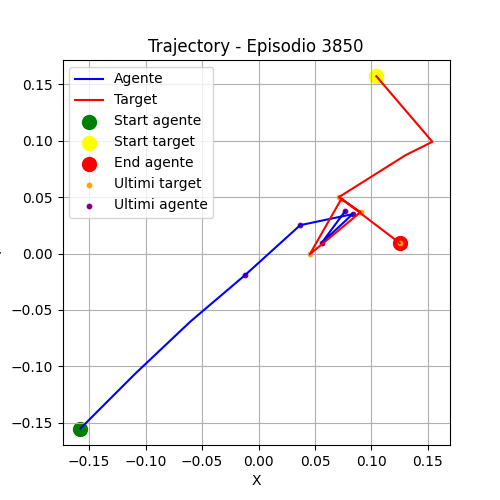 Trajectory - Episodio 3850
Agente
Target
Start agente
Start target
End agente
Ultimi target
Ultimi agente
0.15
0.10
0.05
0.00
−0.05
−0.10
−0.15
−0.15
−0.10
−0.05
0.00
0.05
0.10
0.15
X